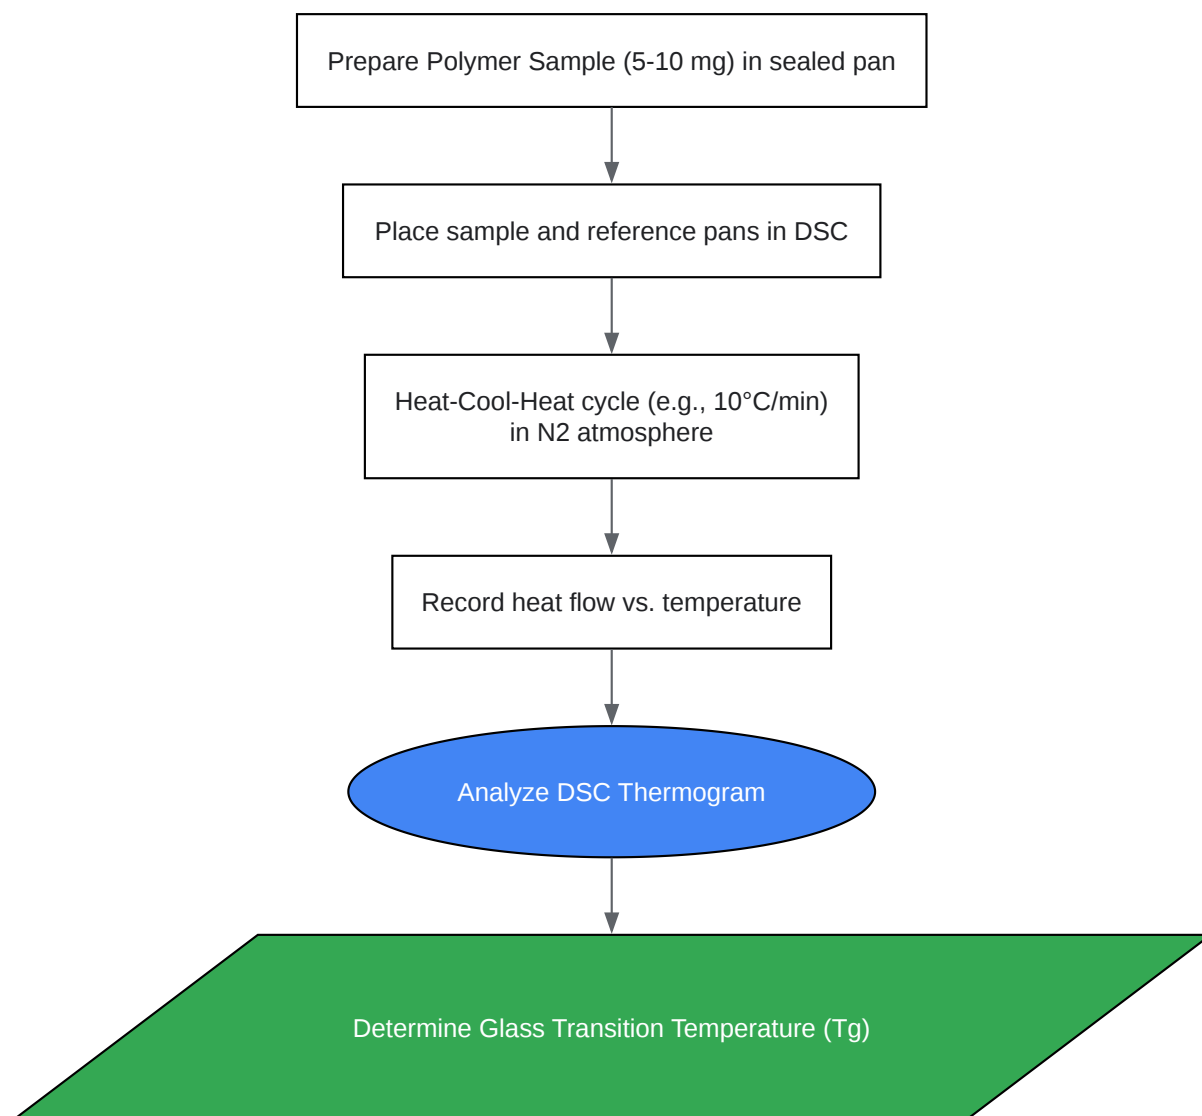 Prepare Polymer Sample (5-10 mg) in sealed pan
Place sample and reference pans in DSC
Heat-Cool-Heat cycle (e.g., 10°C/min)
in N2 atmosphere
Record heat flow vs. temperature
Analyze DSC Thermogram
Determine Glass Transition Temperature (Tg)